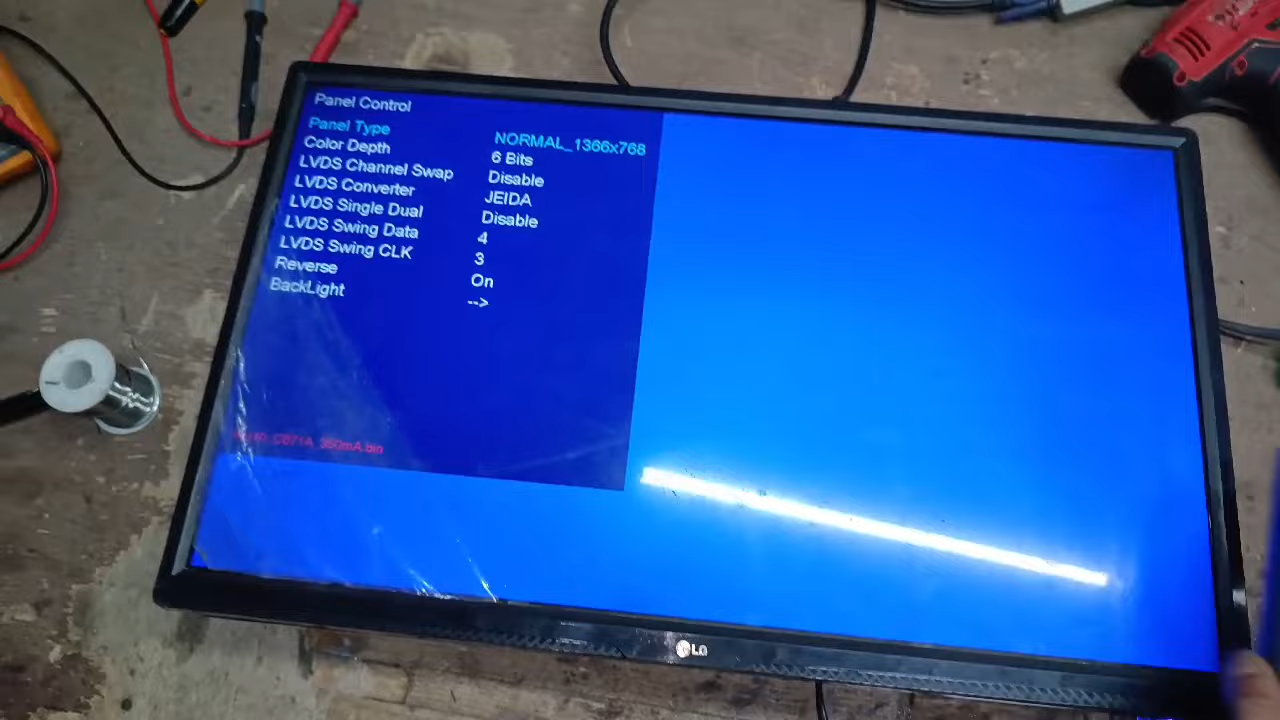 Panel Control
Panel Type NORMAL_1366x768
Color Depth 6 Bits
LVDS Channel Swap Disable
LVDS Converter JEIDA
LVDS Single Dual Disable
LVDS Swing Data 4
LVDS Swing CLK 3
Reverse On
BackLight -->
LG